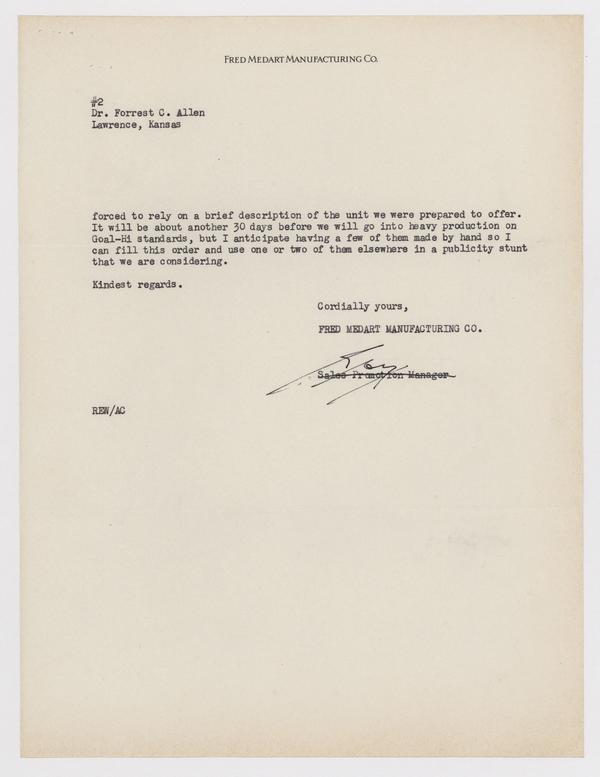 FRED MEDART MANUFACTURING CO.
#2
Dr. Forrest C. Allen
Lawrence, Kansas
forced to rely on a brief description of the unit we were prepared to offer.
It will be about another 30 days before we will go into heavy production on
Goal-Hi standards, but I anticipate having a few of them made by hand so I
can fill this order and use one or two of them elsewhere in a publicity stunt
that we are considering.
Kindest regards.
Cordially yours,
FRED MEDART MANUFACTURING CO.
Ray
Sales Promotion Manager
REW/AC